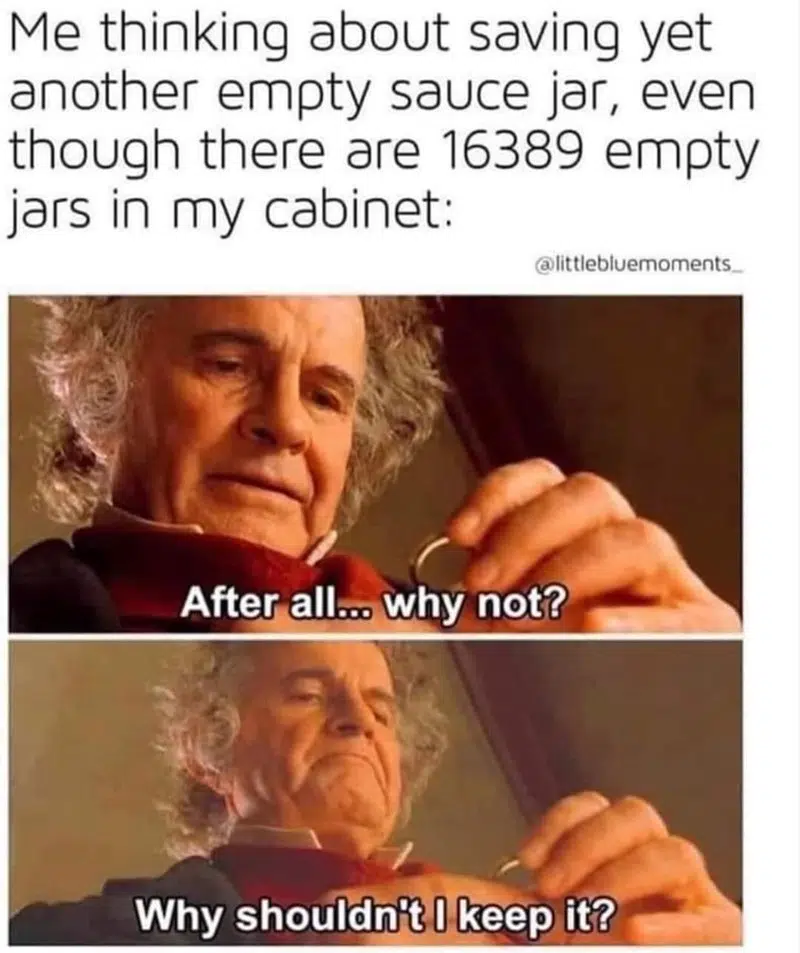 Me thinking about saving yet
another empty sauce jar, even
though there are 16389 empty
jars in my cabinet:
@littlebluemoments_
After all... why not?
Why shouldn't I keep it?